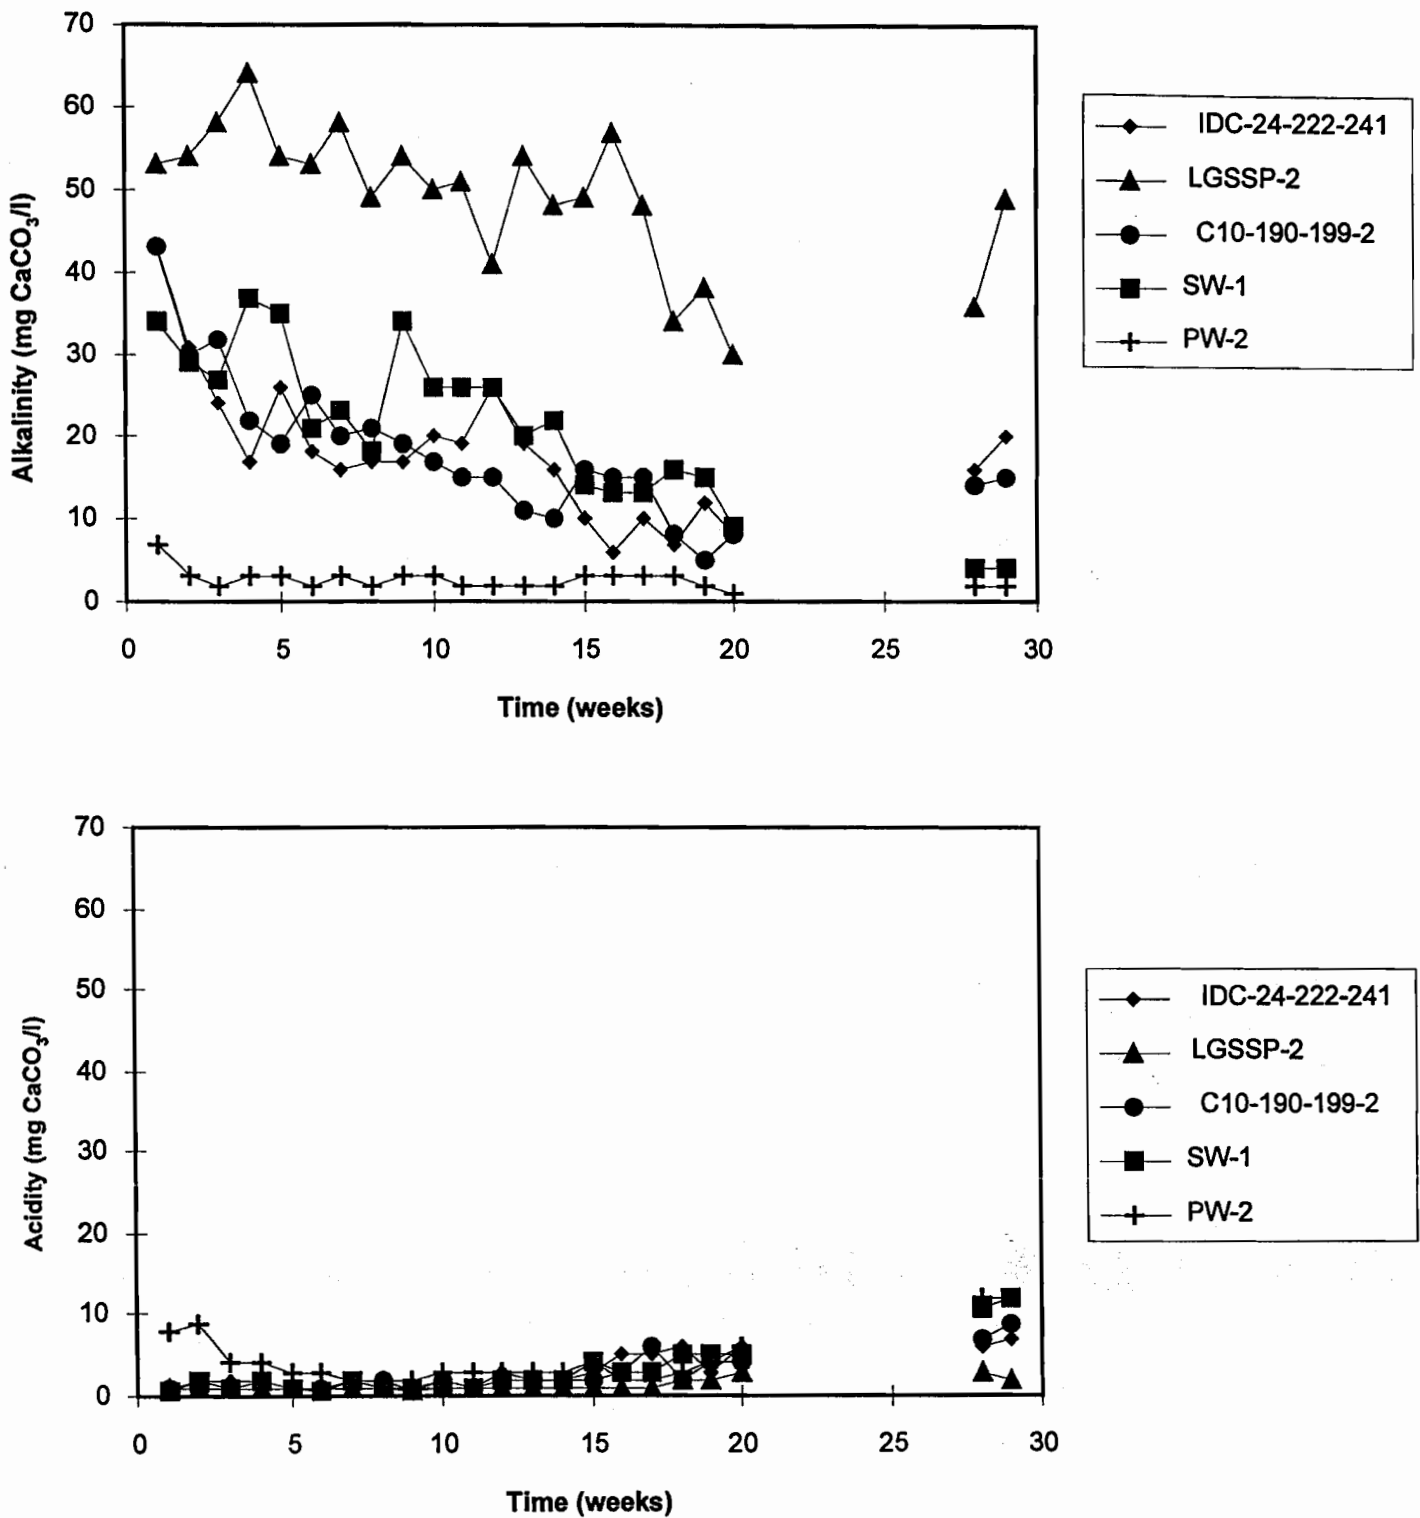 70
60
50
40
30
20
10
0
Alkalinity (mg CaCO₃/l)
0 5 10 15 20 25 30
Time (weeks)
IDC-24-222-241
LGSSP-2
C10-190-199-2
SW-1
PW-2
70
60
50
40
30
20
10
0
Acidity (mg CaCO₃/l)
0 5 10 15 20 25 30
Time (weeks)
IDC-24-222-241
LGSSP-2
C10-190-199-2
SW-1
PW-2